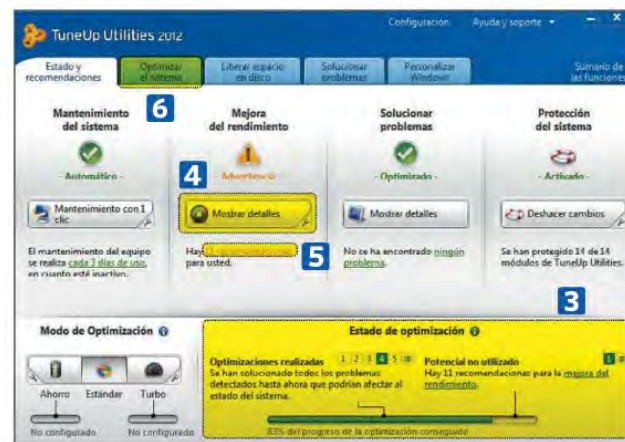 TuneUp Utilities 2012
Configuración Ayuda y soporte
Estado y
recomendaciones
Optimizar
el sistema
Liberar espacio
en disco
Solucionar
problemas
Personalizar
Windows
Sumario de
las funciones
6
Mantenimiento
del sistema
- Automático -
Mantenimiento con 1
clic
El mantenimiento del equipo
se realiza cada 3 días de uso,
en cuanto esté inactivo.
Mejora
del rendimiento
- Advertencia -
4
Mostrar detalles
Hay
5
para usted.
Solucionar
problemas
- Optimizado -
Mostrar detalles
No se ha encontrado ningún
problema.
Protección
del sistema
- Activado -
Deshacer cambios
Se han protegido 14 de 14
módulos de TuneUp Utilities.
3
Modo de Optimización
Ahorro Estándar Turbo
No configurado No configurado
Estado de optimización
Optimizaciones realizadas 1 2 3 4 5
Se han solucionado todos los problemas
detectados hasta ahora que podrían afectar al
estado del sistema.
Potencial no utilizado 1
Hay 11 recomendaciones para la mejora del
rendimiento.
83% del progreso de la optimización conseguido